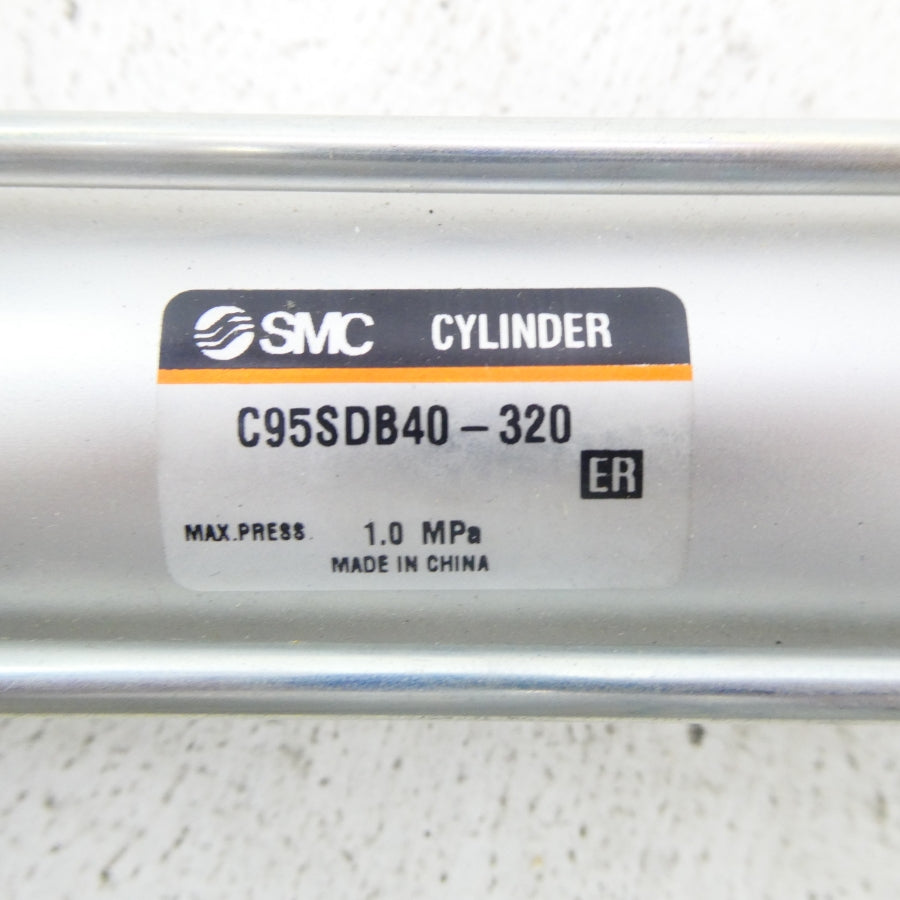 SMC CYLINDER
C95SDB40-320
ER
MAX.PRESS. 1.0 MPa
MADE IN CHINA